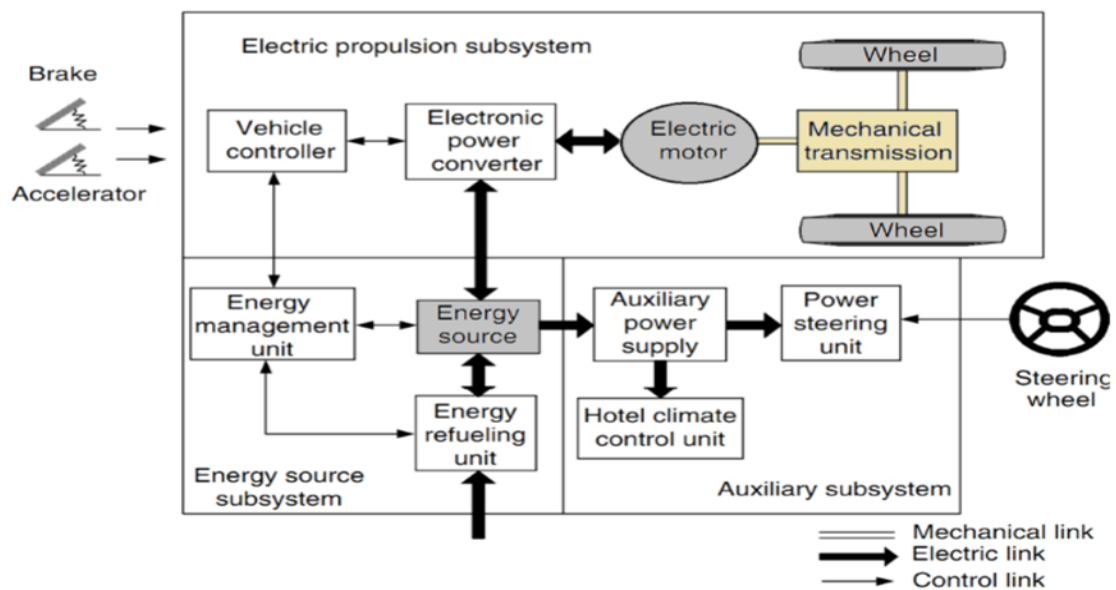 Electric propulsion subsystem
Brake
Accelerator
Vehicle
controller
Electronic
power
converter
Electric
motor
Mechanical
transmission
Wheel
Wheel
Energy
management
unit
Energy
source
Energy
refueling
unit
Energy source
subsystem
Auxiliary
power
supply
Power
steering
unit
Hotel climate
control unit
Auxiliary subsystem
Steering
wheel
Mechanical link
Electric link
Control link